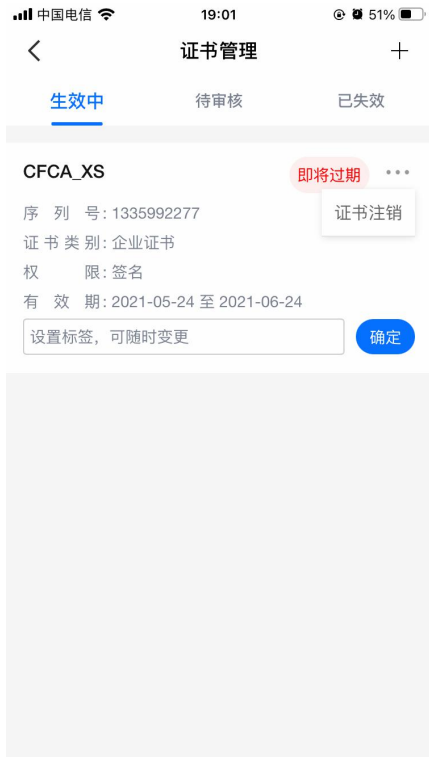 中国电信 19:01 51%
证书管理
生效中 待审核 已失效
CFCA_XS 即将过期
证书注销
序列号: 1335992277
证书类别: 企业证书
权限: 签名
有效期: 2021-05-24 至 2021-06-24
设置标签，可随时变更 确定